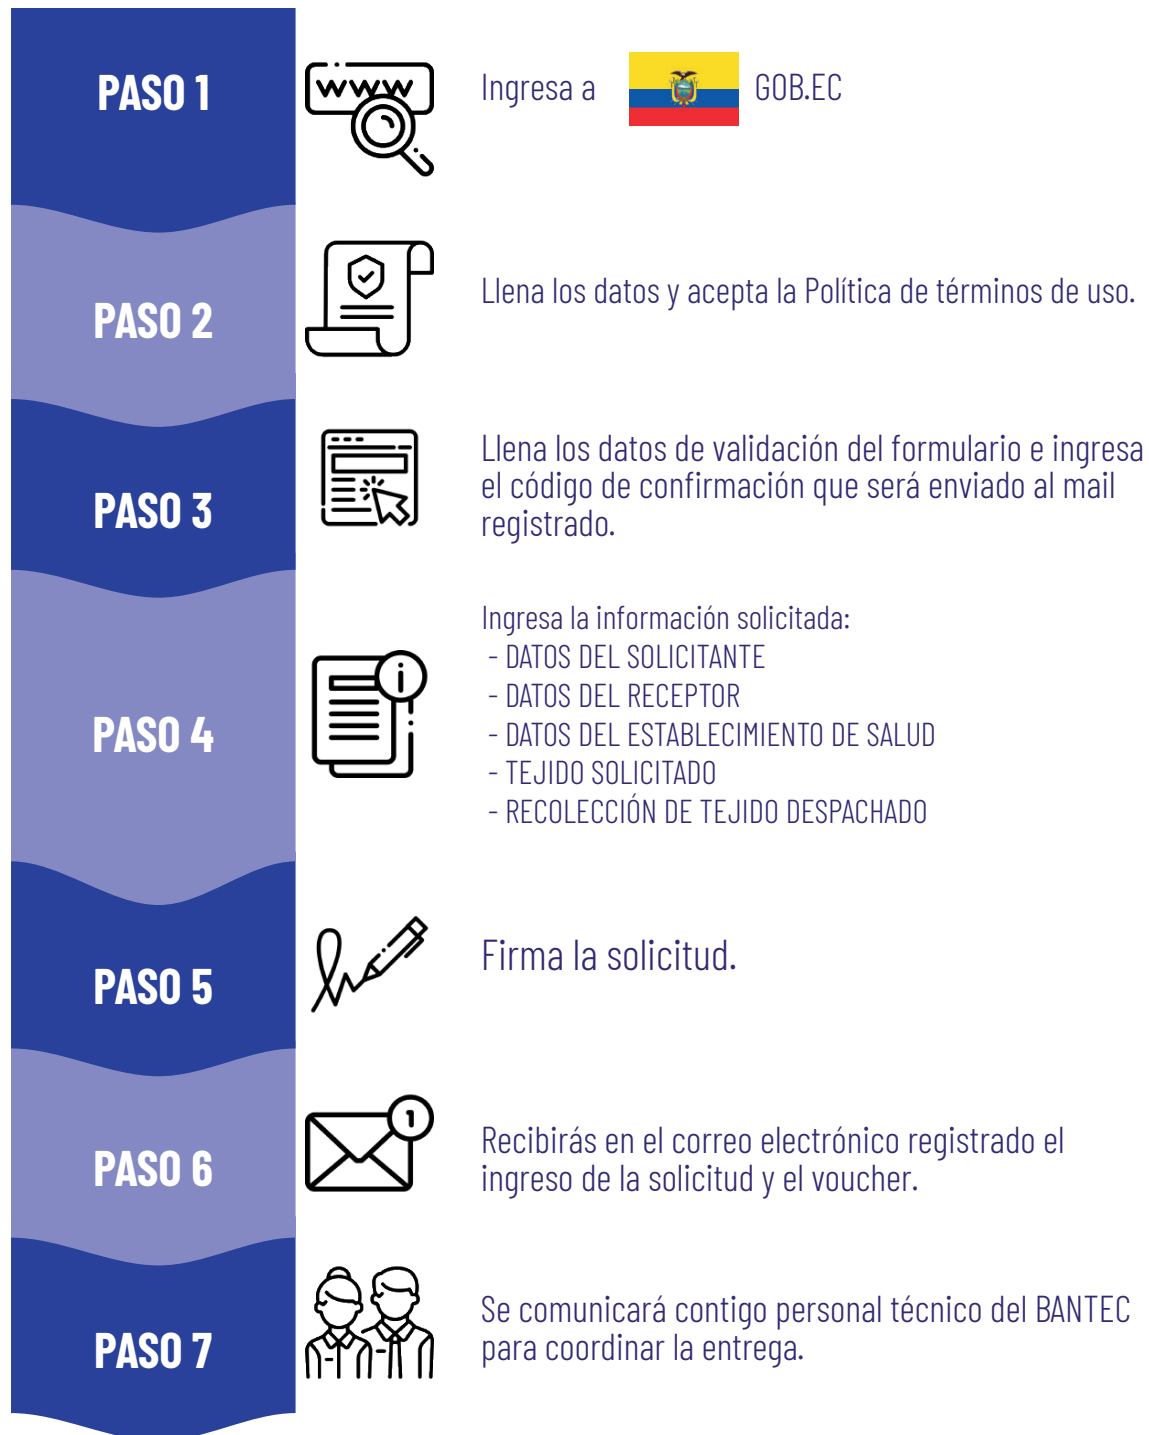 PASO 1
www
Ingresa a GOB.EC
PASO 2
Llena los datos y acepta la Política de términos de uso.
PASO 3
Llena los datos de validación del formulario e ingresa
el código de confirmación que será enviado al mail
registrado.
PASO 4
i
Ingresa la información solicitada:
- DATOS DEL SOLICITANTE
- DATOS DEL RECEPTOR
- DATOS DEL ESTABLECIMIENTO DE SALUD
- TEJIDO SOLICITADO
- RECOLECCIÓN DE TEJIDO DESPACHADO
PASO 5
Firma la solicitud.
PASO 6
1
Recibirás en el correo electrónico registrado el
ingreso de la solicitud y el voucher.
PASO 7
Se comunicará contigo personal técnico del BANTEC
para coordinar la entrega.